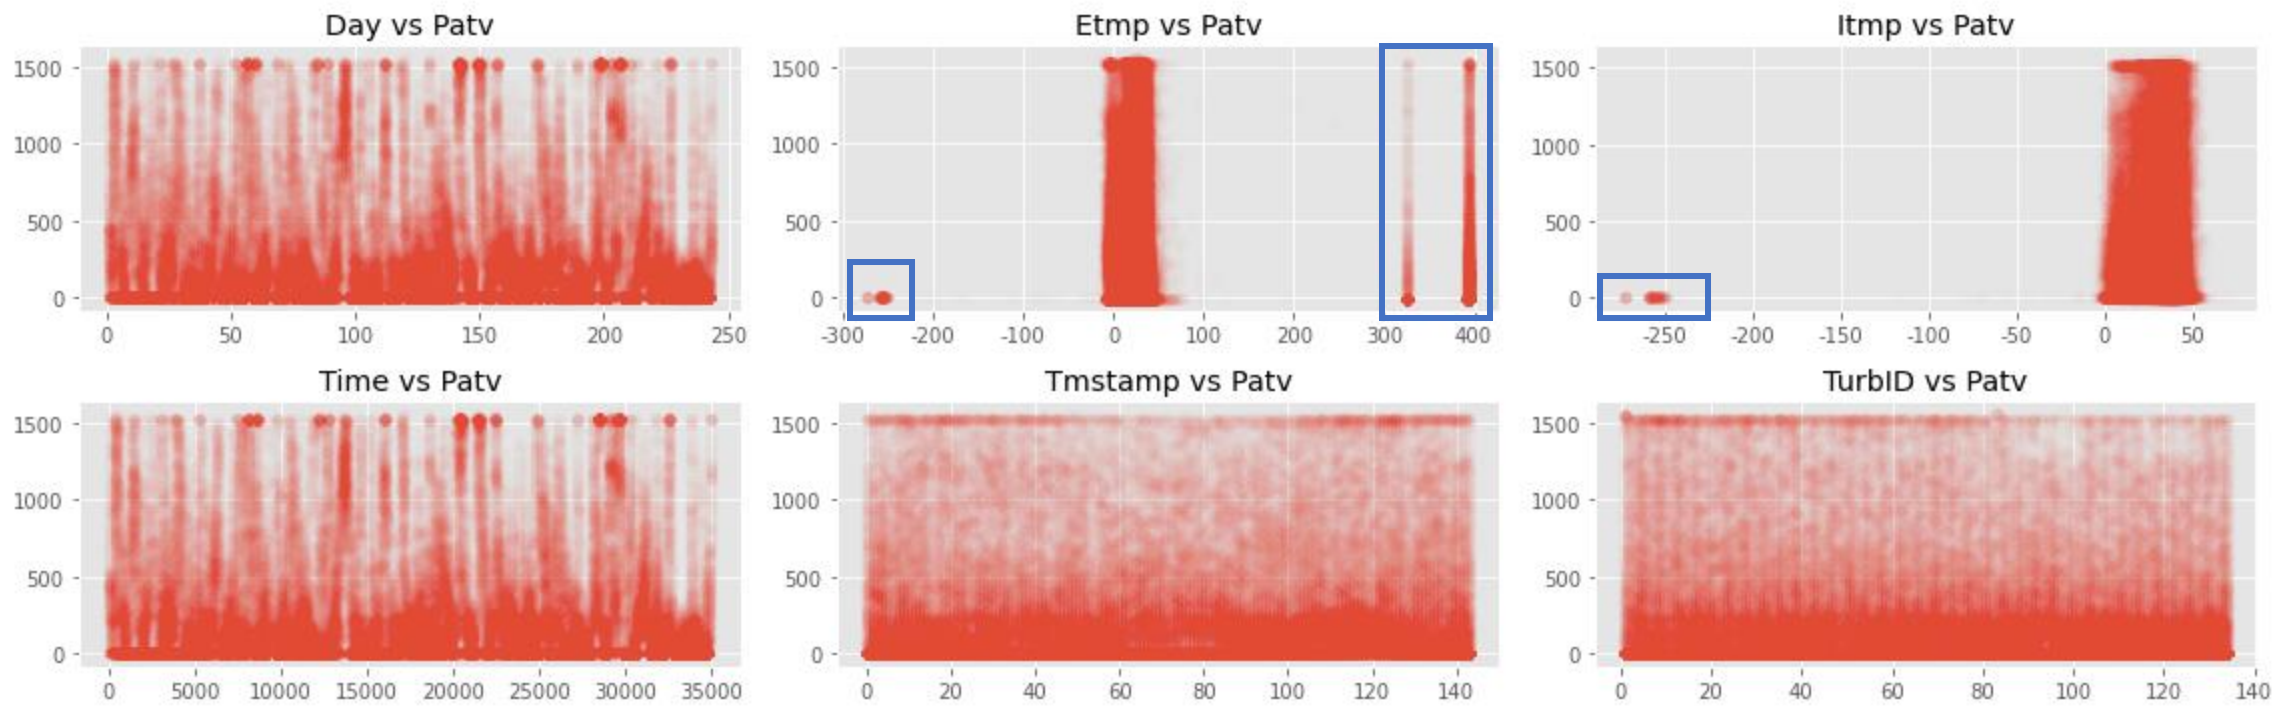 Day vs Patv
Etmp vs Patv
Itmp vs Patv
1500
1000
500
0
0 50 100 150 200 250
1500
1000
500
0
-300 -200 -100 0 100 200 300 400
1500
1000
500
0
-250 -200 -150 -100 -50 0 50
Time vs Patv
Tmstamp vs Patv
TurbID vs Patv
1500
1000
500
0
0 5000 10000 15000 20000 25000 30000 35000
1500
1000
500
0
0 20 40 60 80 100 120 140
1500
1000
500
0
0 20 40 60 80 100 120 140